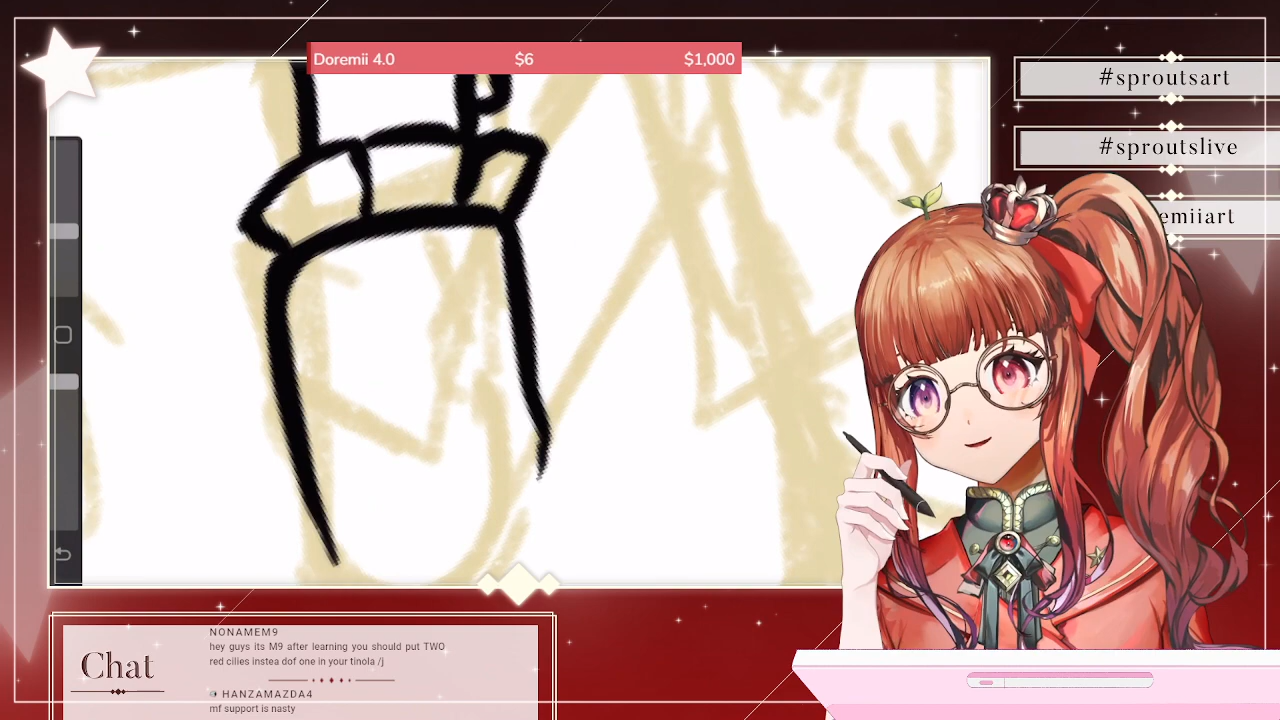 Doremii 4.0 $6 $1,000
#sproutsart
#sproutslive
emiiart
Chat
NONAMEM9
hey guys its M9 after learning you should put TWO
red cilies instea dof one in your tinola /j
HANZAMAZDA4
mf support is nasty